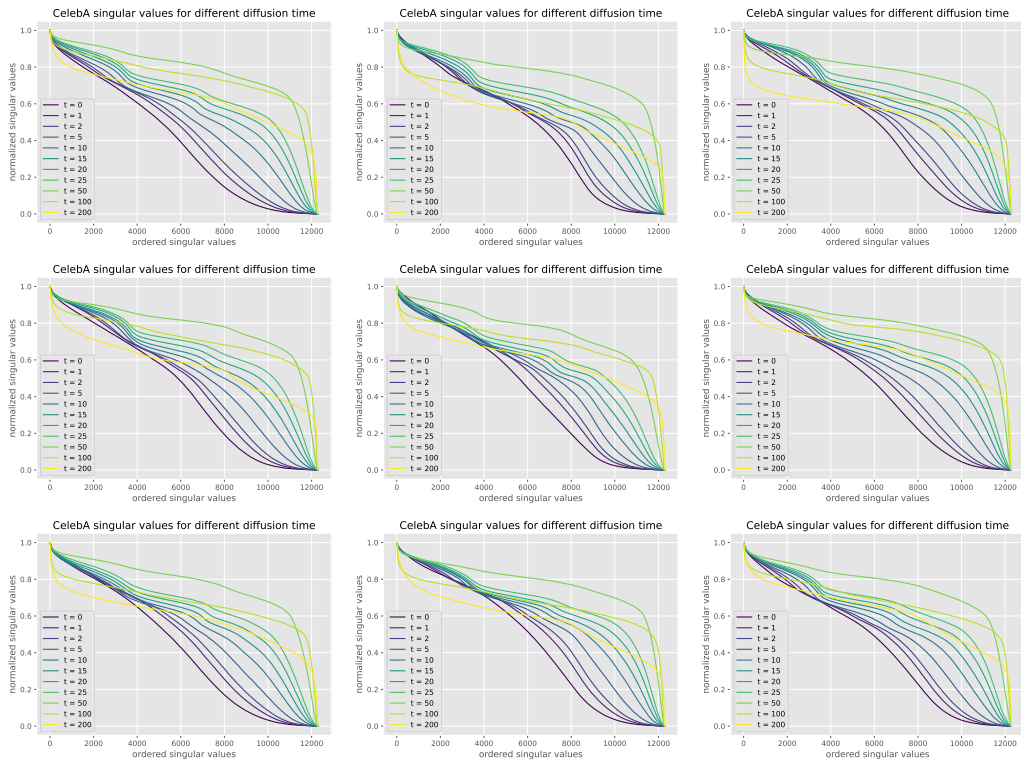 CelebA singular values for different diffusion time
normalized singular values
1.0
0.8
0.6
0.4
0.2
0.0
t = 0
t = 1
t = 2
t = 5
t = 10
t = 15
t = 20
t = 25
t = 50
t = 100
t = 200
0 2000 4000 6000 8000 10000 12000
ordered singular values
CelebA singular values for different diffusion time
normalized singular values
1.0
0.8
0.6
0.4
0.2
0.0
t = 0
t = 1
t = 2
t = 5
t = 10
t = 15
t = 20
t = 25
t = 50
t = 100
t = 200
0 2000 4000 6000 8000 10000 12000
ordered singular values
CelebA singular values for different diffusion time
normalized singular values
1.0
0.8
0.6
0.4
0.2
0.0
t = 0
t = 1
t = 2
t = 5
t = 10
t = 15
t = 20
t = 25
t = 50
t = 100
t = 200
0 2000 4000 6000 8000 10000 12000
ordered singular values
CelebA singular values for different diffusion time
normalized singular values
1.0
0.8
0.6
0.4
0.2
0.0
t = 0
t = 1
t = 2
t = 5
t = 10
t = 15
t = 20
t = 25
t = 50
t = 100
t = 200
0 2000 4000 6000 8000 10000 12000
ordered singular values
CelebA singular values for different diffusion time
normalized singular values
1.0
0.8
0.6
0.4
0.2
0.0
t = 0
t = 1
t = 2
t = 5
t = 10
t = 15
t = 20
t = 25
t = 50
t = 100
t = 200
0 2000 4000 6000 8000 10000 12000
ordered singular values
CelebA singular values for different diffusion time
normalized singular values
1.0
0.8
0.6
0.4
0.2
0.0
t = 0
t = 1
t = 2
t = 5
t = 10
t = 15
t = 20
t = 25
t = 50
t = 100
t = 200
0 2000 4000 6000 8000 10000 12000
ordered singular values
CelebA singular values for different diffusion time
normalized singular values
1.0
0.8
0.6
0.4
0.2
0.0
t = 0
t = 1
t = 2
t = 5
t = 10
t = 15
t = 20
t = 25
t = 50
t = 100
t = 200
0 2000 4000 6000 8000 10000 12000
ordered singular values
CelebA singular values for different diffusion time
normalized singular values
1.0
0.8
0.6
0.4
0.2
0.0
t = 0
t = 1
t = 2
t = 5
t = 10
t = 15
t = 20
t = 25
t = 50
t = 100
t = 200
0 2000 4000 6000 8000 10000 12000
ordered singular values
CelebA singular values for different diffusion time
normalized singular values
1.0
0.8
0.6
0.4
0.2
0.0
t = 0
t = 1
t = 2
t = 5
t = 10
t = 15
t = 20
t = 25
t = 50
t = 100
t = 200
0 2000 4000 6000 8000 10000 12000
ordered singular values